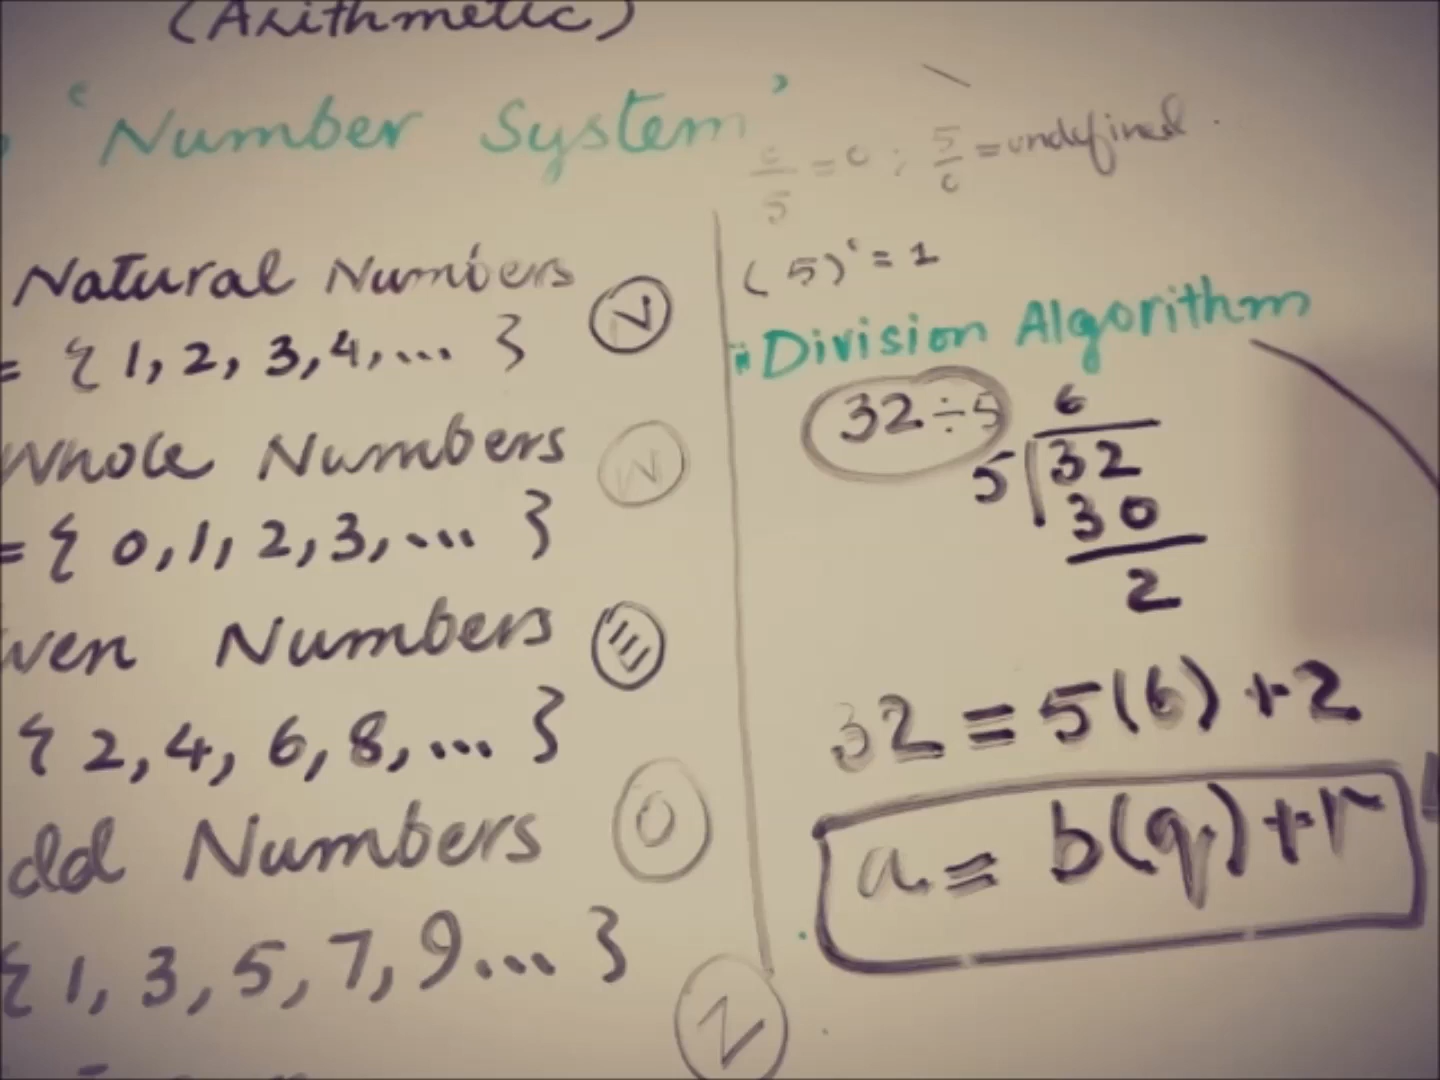 (Arithmetic)
"Number System"
Natural Numbers N
= { 1, 2, 3, 4, ... }
Whole Numbers W
= { 0, 1, 2, 3, ... }
ven Numbers E
{ 2, 4, 6, 8, ... }
dd Numbers O
{ 1, 3, 5, 7, 9... }
Z
0/5 = 0 ; 5/0 = undefined.
(5)⁰ = 1
Division Algorithm
32÷5
6
5 32
30
2
32 = 5(6) + 2
a = b(q) + r